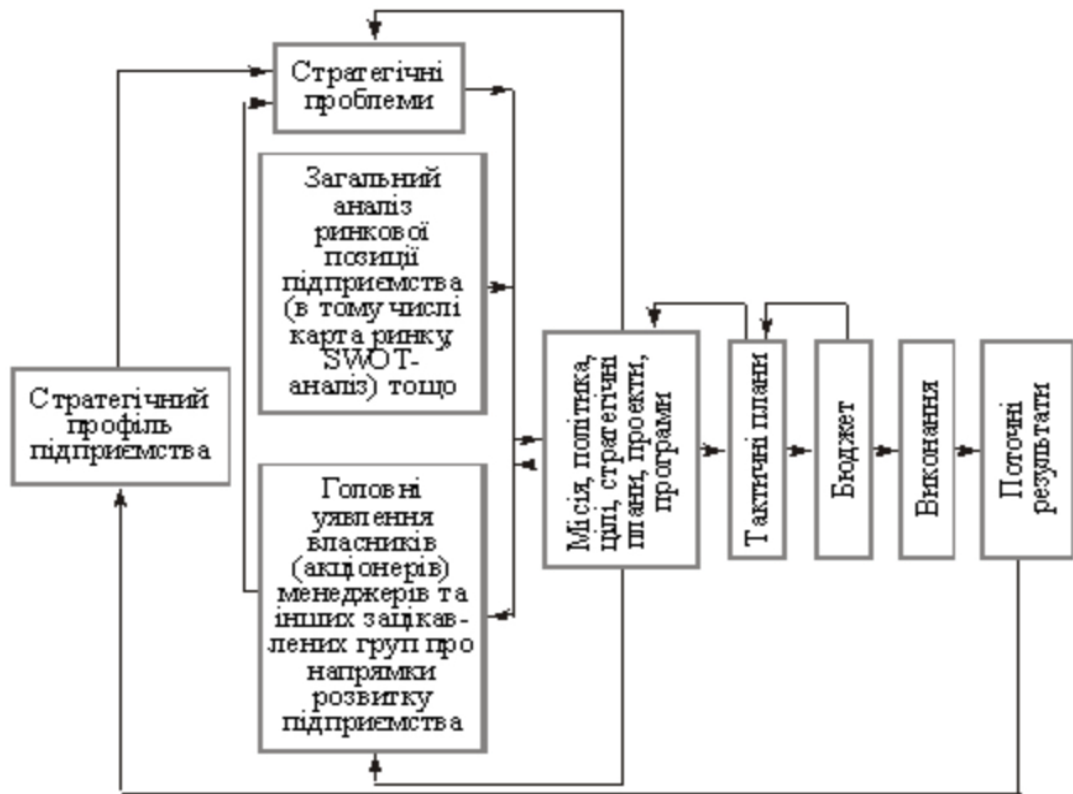 Стратегічні
проблеми
Загальний
аналіз
ринкової
позиції
підприємства
(в тому числі
карта ринку,
SWOT-
аналіз) тощо
Стратегічний
профіль
підприємства
Головні
уявлення
власників
(акціонерів)
менеджерів та
інших зацікав-
лених груп про
напрямки
розвитку
підприємства
Місія, політика,
цілі, стратегічні
плани, проекти,
програми
Тактичні плани
Бюджет
Виконання
Поточні
результати